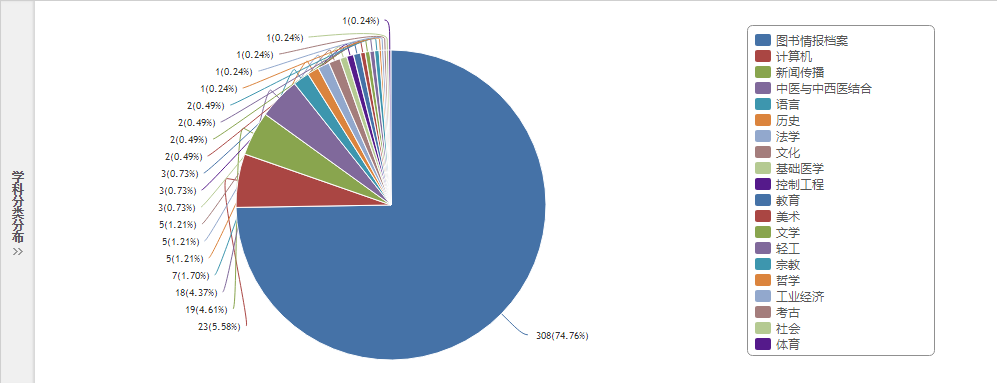 学科分类分布 >>
1(0.24%)
1(0.24%)
1(0.24%)
1(0.24%)
1(0.24%)
2(0.49%)
2(0.49%)
2(0.49%)
2(0.49%)
3(0.73%)
3(0.73%)
3(0.73%)
5(1.21%)
5(1.21%)
5(1.21%)
7(1.70%)
18(4.37%)
19(4.61%)
23(5.58%)
308(74.76%)
图书情报档案
计算机
新闻传播
中医与中西医结合
语言
历史
法学
文化
基础医学
控制工程
教育
美术
文学
轻工
宗教
哲学
工业经济
考古
社会
体育